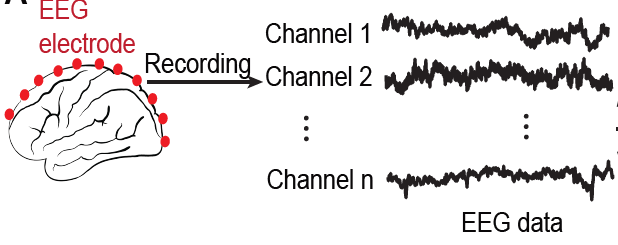 A
EEG
electrode
Recording
Channel 1
Channel 2
Channel n
EEG data